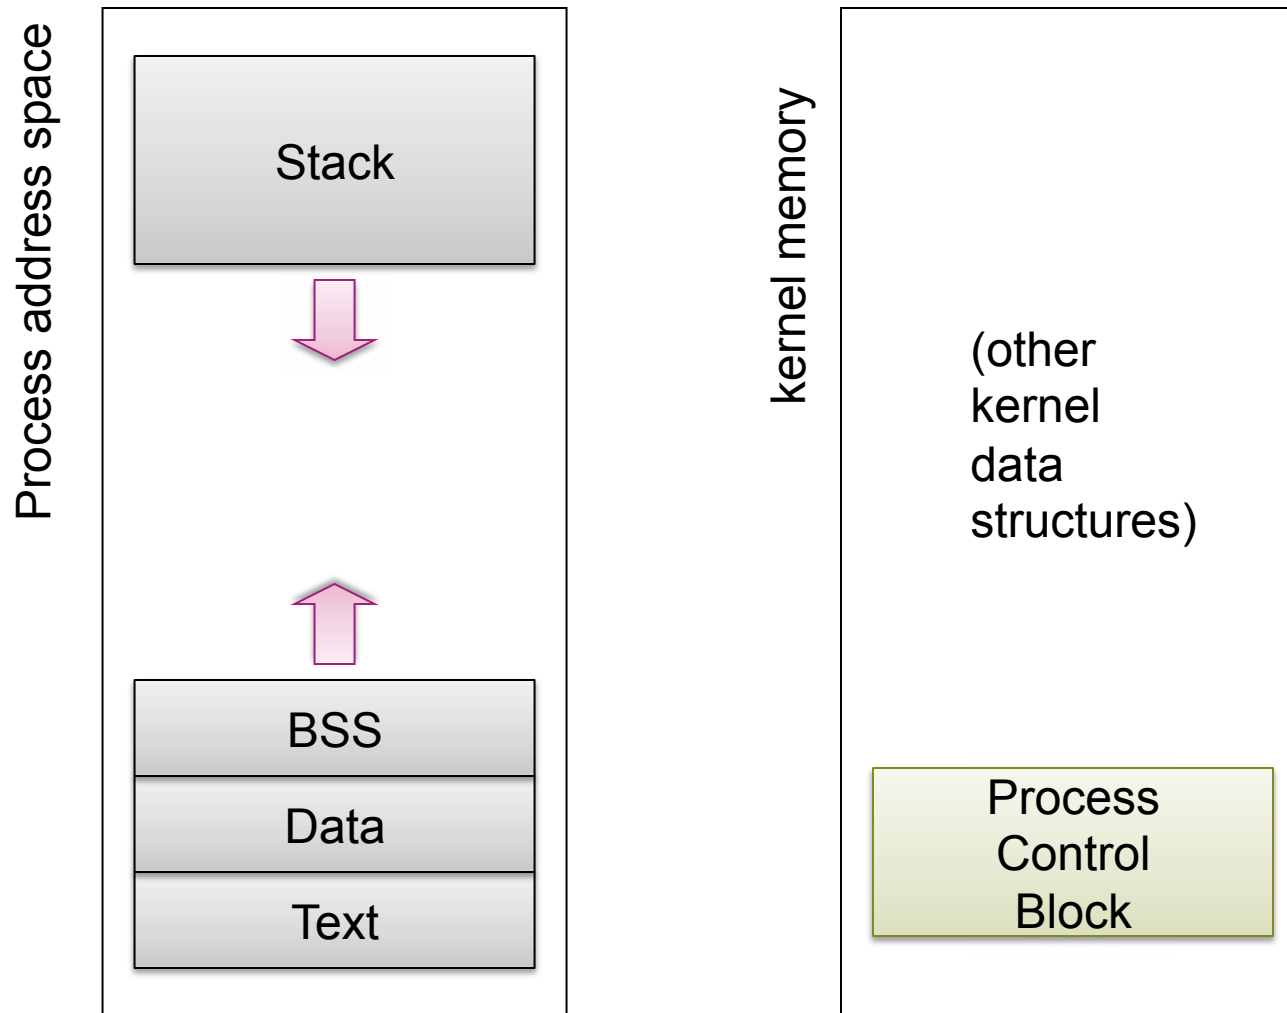 Process address space
Stack
BSS
Data
Text
kernel memory
(other
kernel
data
structures)
Process
Control
Block